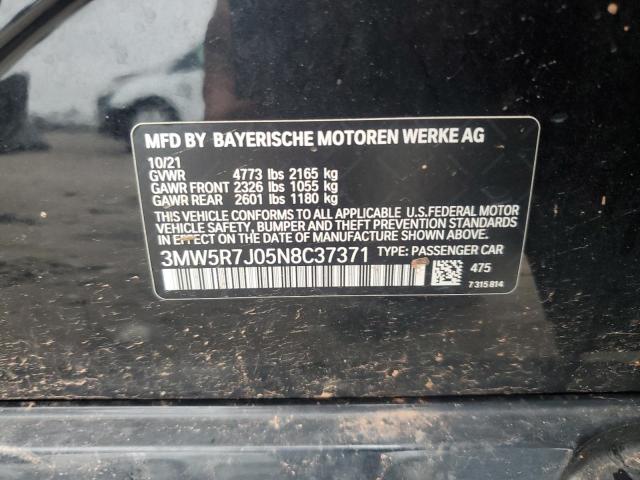 MFD BY BAYERISCHE MOTOREN WERKE AG
10/21
GVWR 4773 lbs 2165 kg
GAWR FRONT 2326 lbs 1055 kg
GAWR REAR 2601 lbs 1180 kg
THIS VEHICLE CONFORMS TO ALL APPLICABLE U.S.FEDERAL MOTOR
VEHICLE SAFETY, BUMPER AND THEFT PREVENTION
STANDARDS IN EFFECT ON THE DATE OF MANUFACTURE SHOWN ABOVE.
3MW5R7J05N8C37371 TYPE: PASSENGER CAR
475
7 315 814